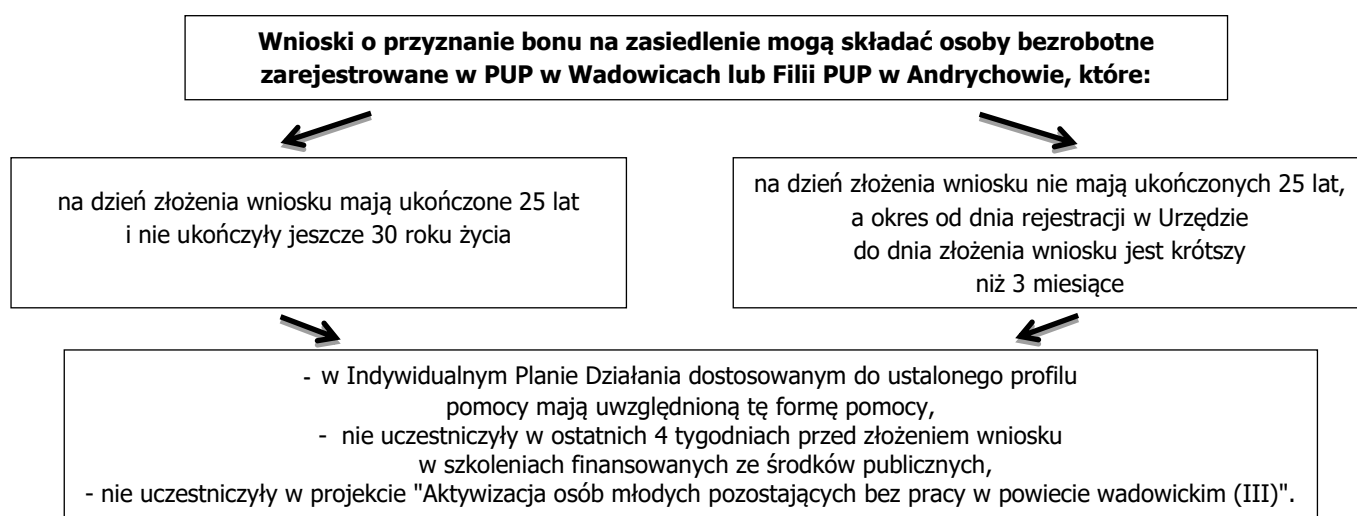 Wnioski o przyznanie bonu na zasiedlenie mogą składać osoby bezrobotne
zarejestrowane w PUP w Wadowicach lub Filii PUP w Andrychowie, które:
na dzień złożenia wniosku mają ukończone 25 lat
i nie ukończyły jeszcze 30 roku życia
na dzień złożenia wniosku nie mają ukończonych 25 lat,
a okres od dnia rejestracji w Urzędzie
do dnia złożenia wniosku jest krótszy
niż 3 miesiące
- w Indywidualnym Planie Działania dostosowanym do ustalonego profilu
pomocy mają uwzględnioną tę formę pomocy,
- nie uczestniczyły w ostatnich 4 tygodniach przed złożeniem wniosku
w szkoleniach finansowanych ze środków publicznych,
- nie uczestniczyły w projekcie "Aktywizacja osób młodych pozostających bez pracy w powiecie wadowickim (III)".